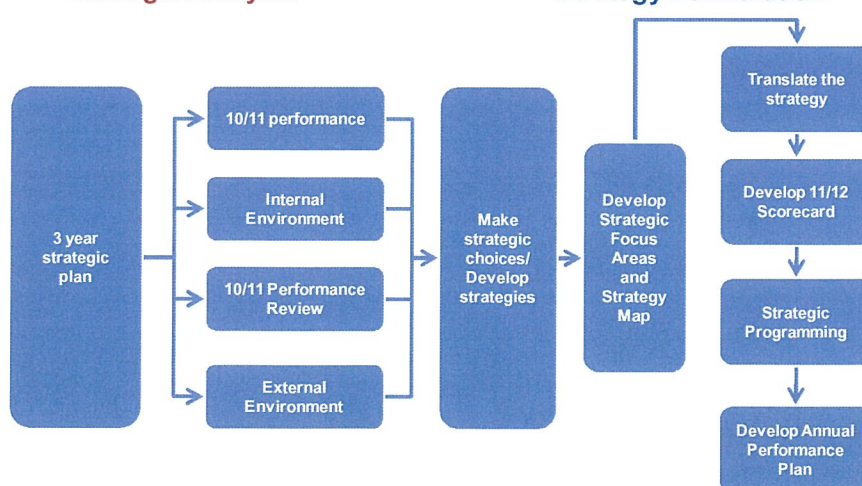 3 year
strategic
plan
10/11 performance
Internal
Environment
10/11 Performance
Review
External
Environment
Make
strategic
choices/
Develop
strategies
Develop
Strategic
Focus
Areas
and
Strategy
Map
Translate the
strategy
Develop 11/12
Scorecard
Strategic
Programming
Develop Annual
Performance
Plan